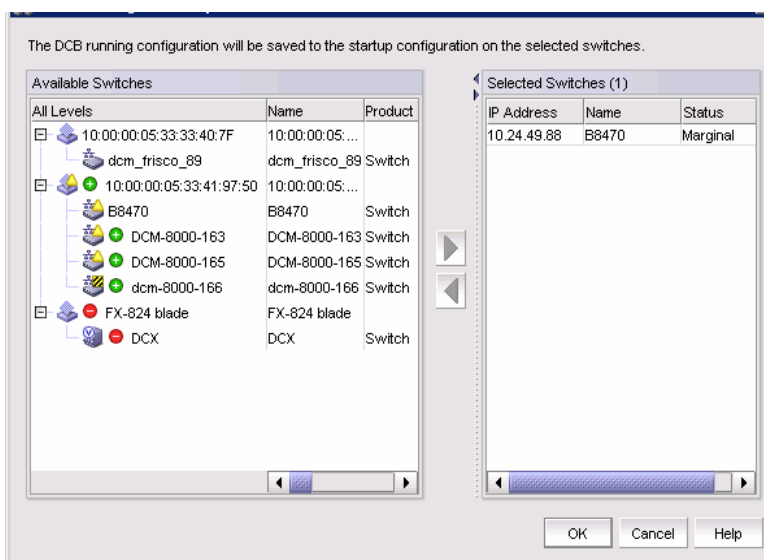 The DCB running configuration will be saved to the startup configuration on the selected switches.
Available Switches
All Levels Name Product
10:00:00:05:33:33:40:7F 10:00:00:05:...
dcm_frisco_89 dcm_frisco_89 Switch
10:00:00:05:33:41:97:50 10:00:00:05:...
B8470 B8470 Switch
DCM-8000-163 DCM-8000-163 Switch
DCM-8000-165 DCM-8000-165 Switch
dcm-8000-166 dcm-8000-166 Switch
FX-824 blade FX-824 blade
DCX DCX Switch
Selected Switches (1)
IP Address Name Status
10.24.49.88 B8470 Marginal
OK Cancel Help